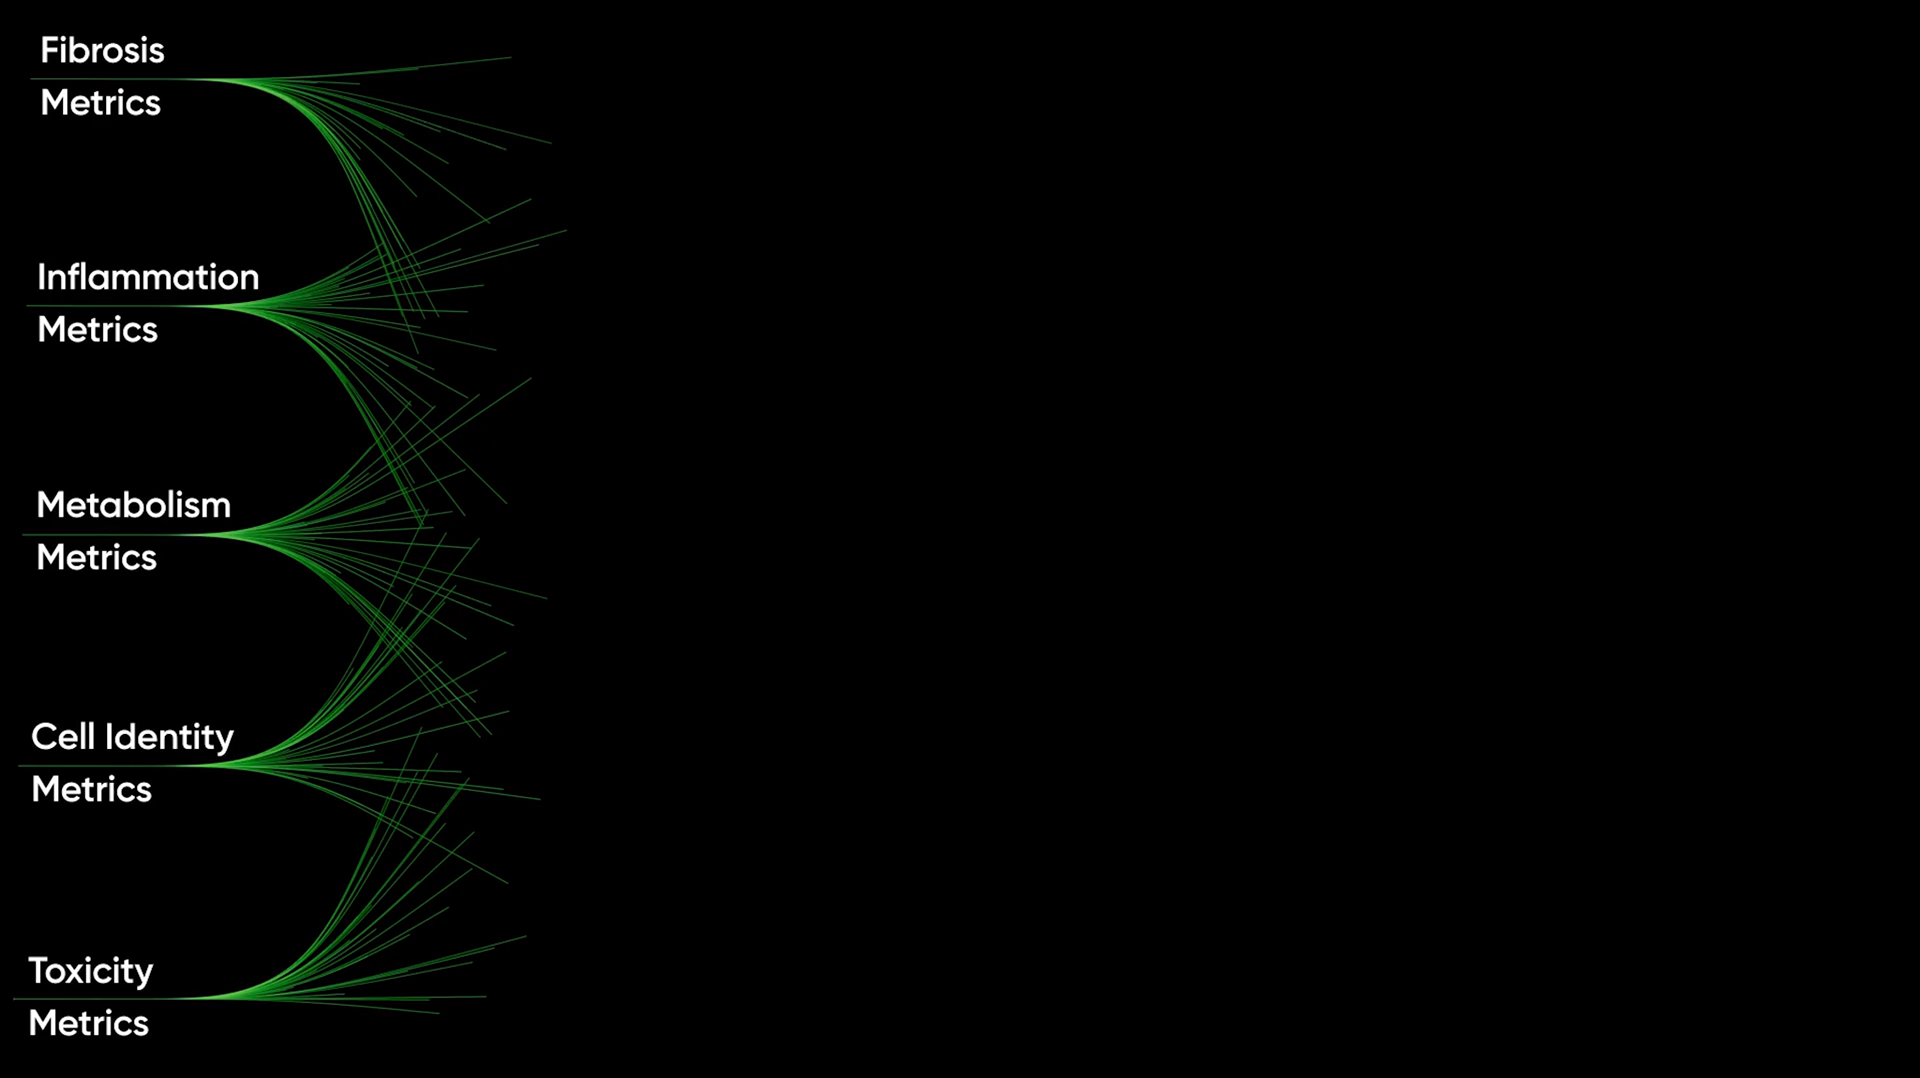 Fibrosis
Metrics
Inflammation
Metrics
Metabolism
Metrics
Cell Identity
Metrics
Toxicity
Metrics